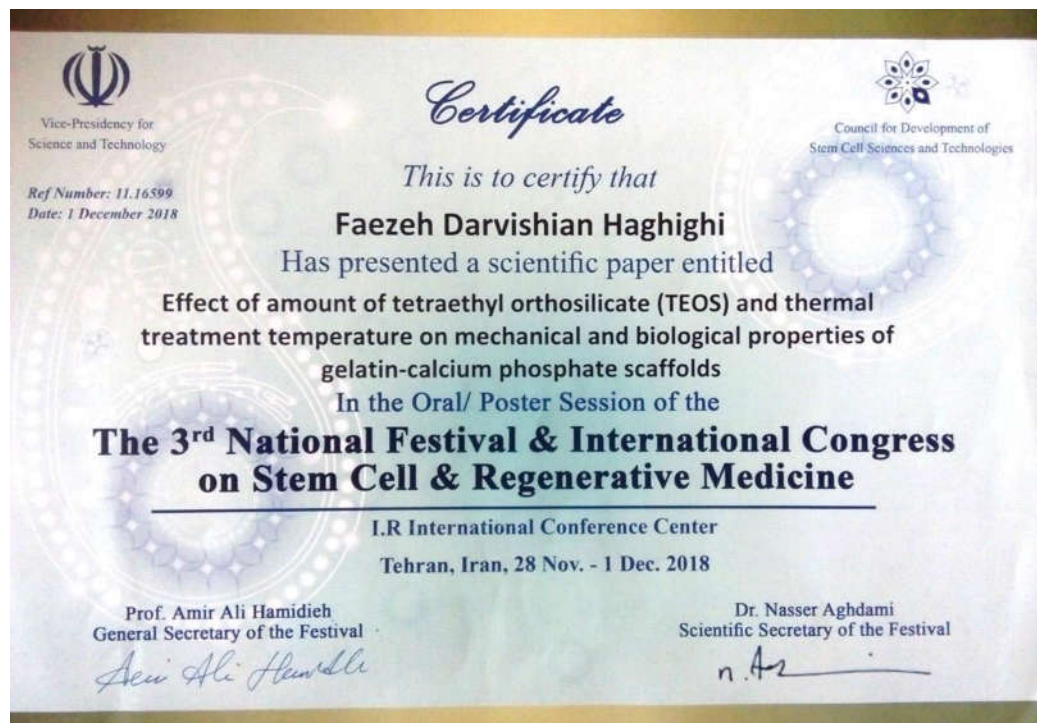 Vice-Presidency for
Science and Technology
Ref Number: 11.16599
Date: 1 December 2018
Certificate
Council for Development of
Stem Cell Sciences and Technologies
This is to certify that
Faezeh Darvishian Haghighi
Has presented a scientific paper entitled
Effect of amount of tetraethyl orthosilicate (TEOS) and thermal
treatment temperature on mechanical and biological properties of
gelatin-calcium phosphate scaffolds
In the Oral/ Poster Session of the
The 3rd National Festival & International Congress
on Stem Cell & Regenerative Medicine
I.R International Conference Center
Tehran, Iran, 28 Nov. - 1 Dec. 2018
Prof. Amir Ali Hamidieh
General Secretary of the Festival
Dr. Nasser Aghdami
Scientific Secretary of the Festival